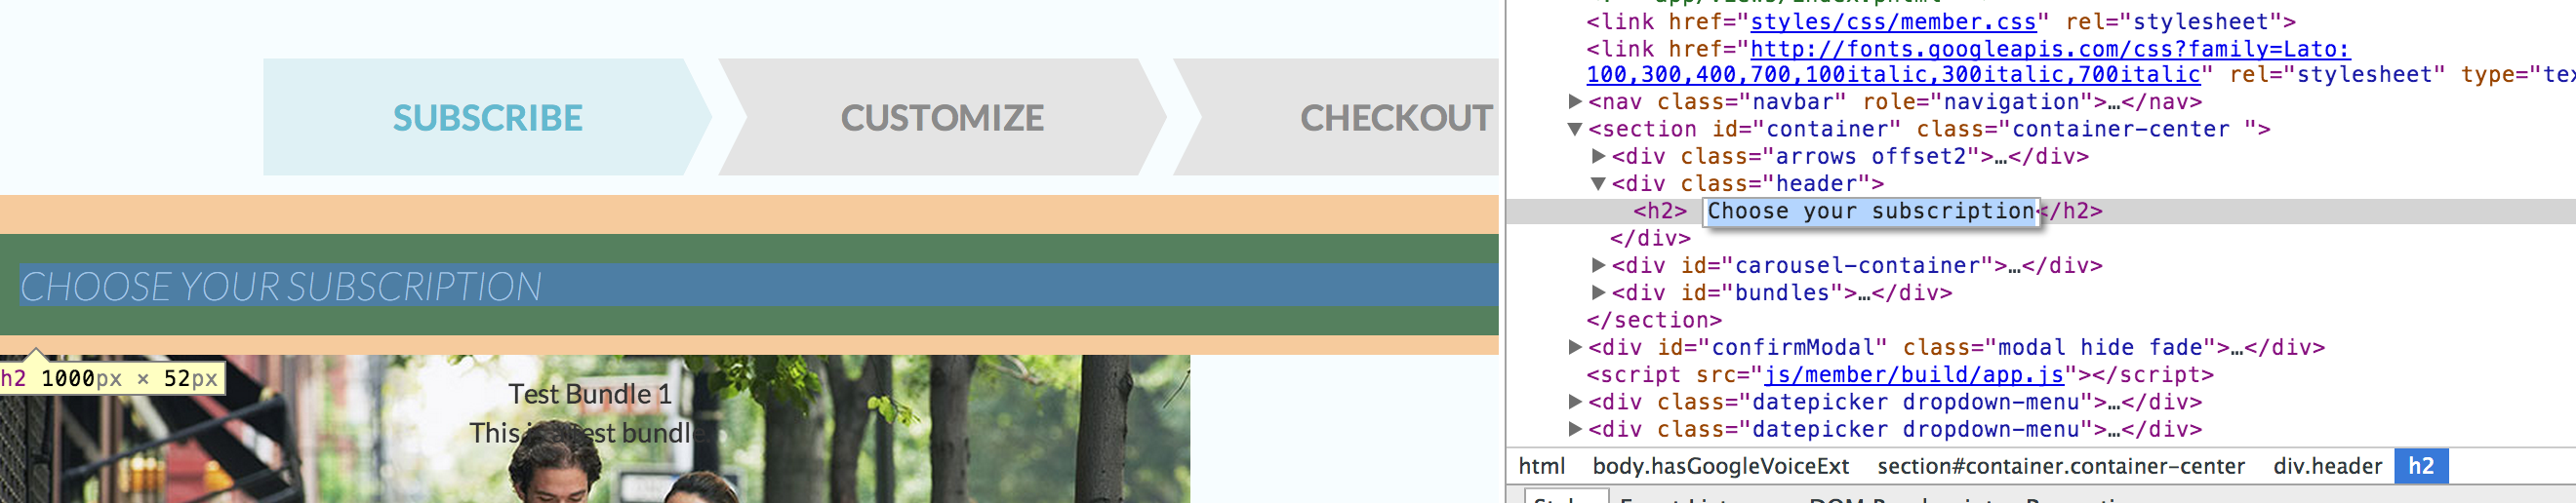 SUBSCRIBE
CUSTOMIZE
CHECKOUT
CHOOSE YOUR SUBSCRIPTION
h2 1000px × 52px
Test Bundle 1
This is a test bundle
<link href="styles/css/member.css" rel="stylesheet">
<link href="http://fonts.googleapis.com/css?family=Lato:
100,300,400,700,100italic,300italic,700italic" rel="stylesheet" type="tex
▶<nav class="navbar" role="navigation">…</nav>
▼<section id="container" class="container-center ">
▶<div class="arrows offset2">…</div>
▼<div class="header">
<h2> Choose your subscription</h2>
</div>
▶<div id="carousel-container">…</div>
▶<div id="bundles">…</div>
</section>
▶<div id="confirmModal" class="modal hide fade">…</div>
<script src="js/member/build/app.js"></script>
▶<div class="datepicker dropdown-menu">…</div>
▶<div class="datepicker dropdown-menu">…</div>
html body.hasGoogleVoiceExt section#container.container-center div.header h2